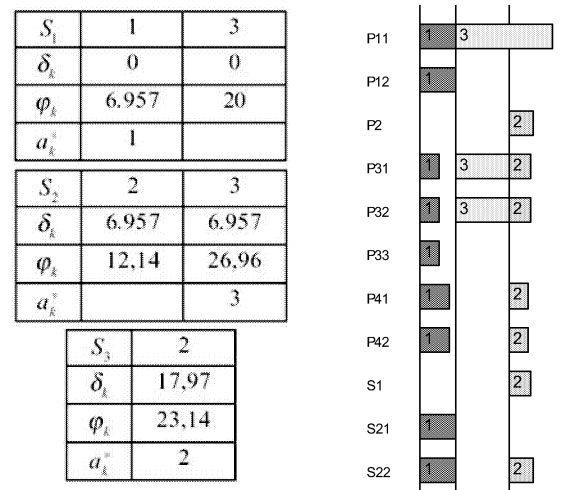 S₁ 1 3
δₖ 0 0
φₖ 6.957 20
aₖ* 1
S₂ 2 3
δₖ 6.957 6.957
φₖ 12,14 26,96
aₖ* 3
S₃ 2
δₖ 17,97
φₖ 23,14
aₖ* 2
P11 1 3
P12 1
P2 2
P31 1 3 2
P32 1 3 2
P33 1
P41 1 2
P42 1 2
S1 2
S21 1
S22 1 2